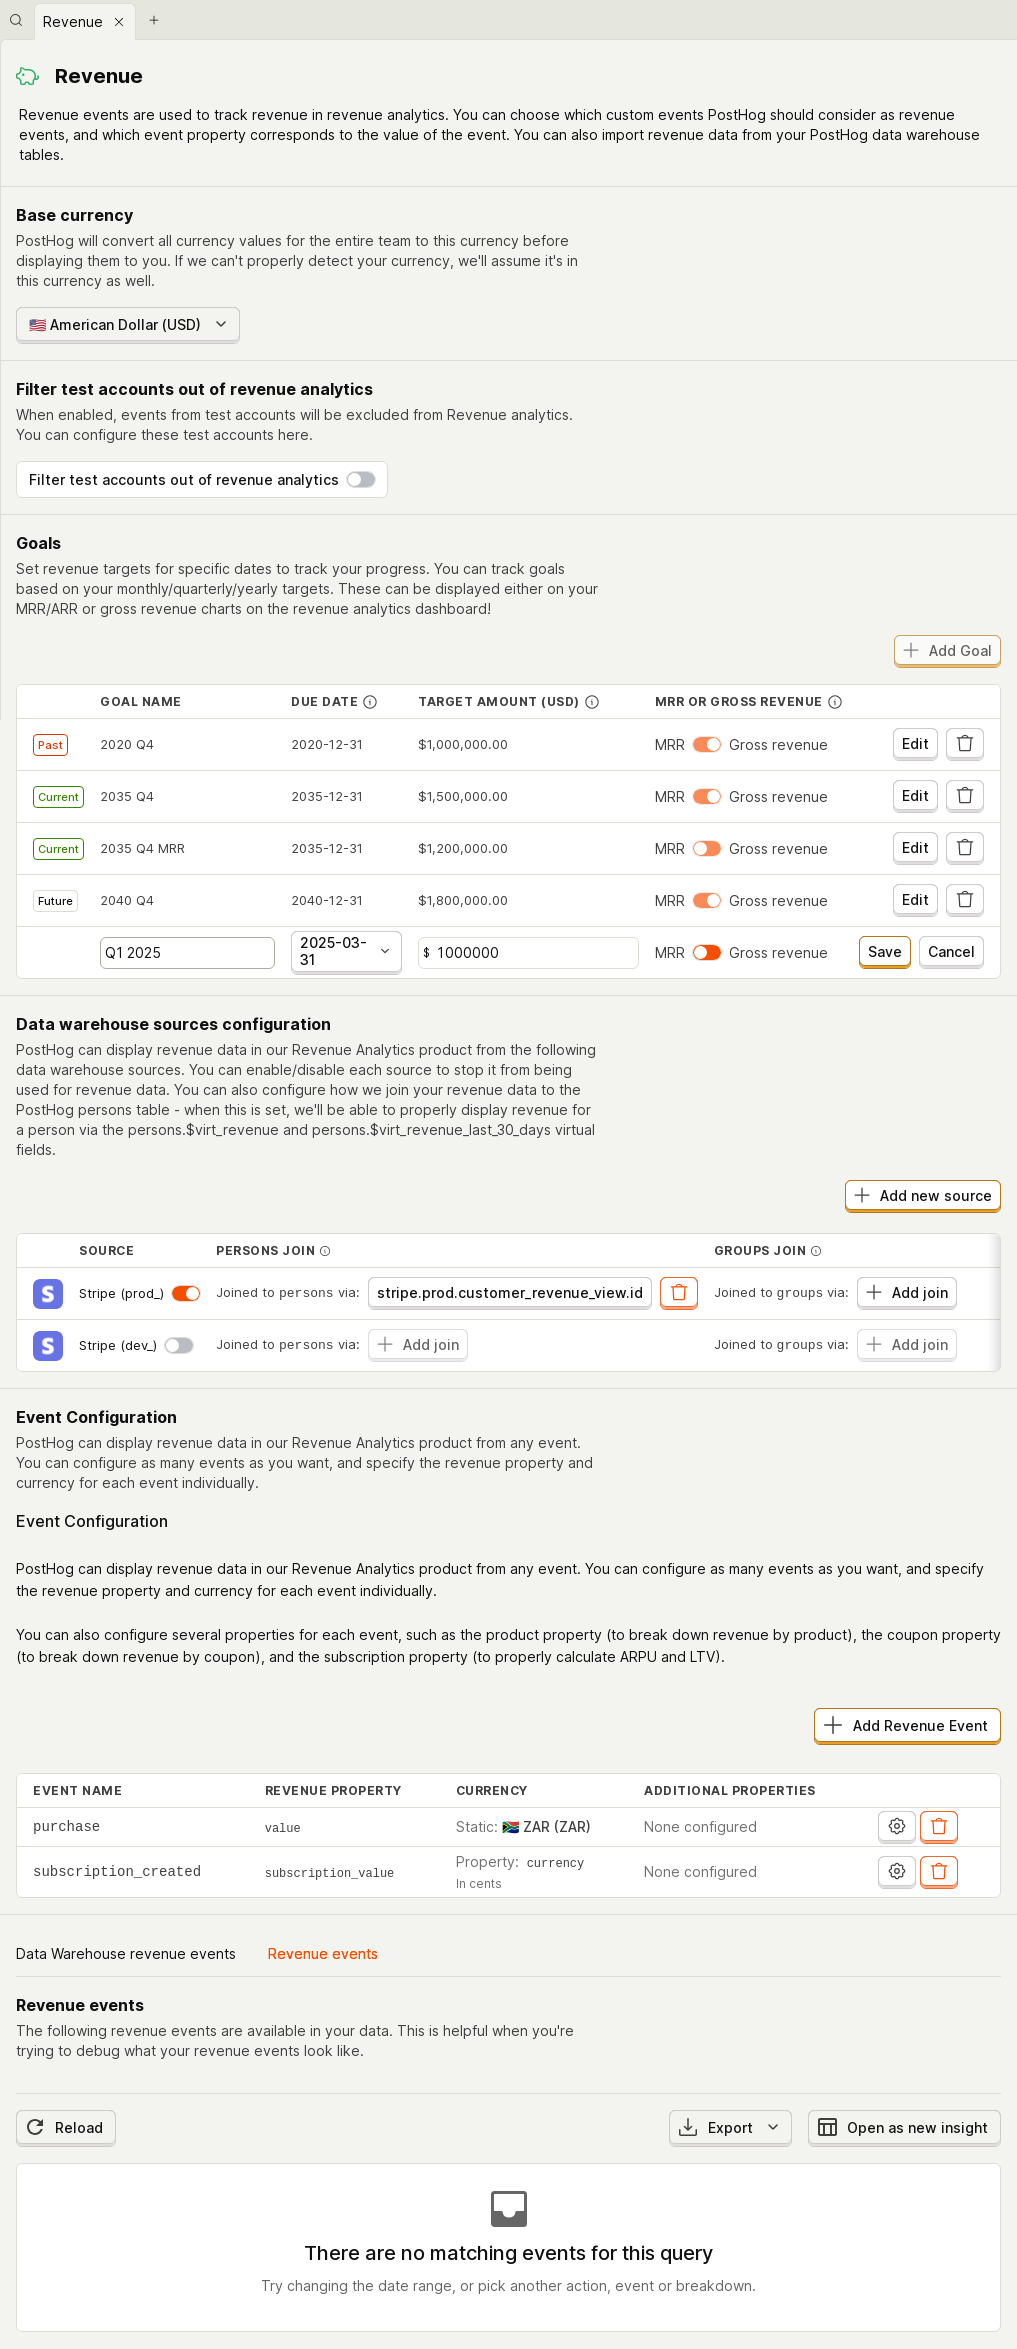 Revenue
Revenue
Revenue events are used to track revenue in revenue analytics. You can choose which custom events PostHog should consider as revenue
events, and which event property corresponds to the value of the event. You can also import revenue data from your PostHog data warehouse
tables.
Base currency
PostHog will convert all currency values for the entire team to this currency before
displaying them to you. If we can't properly detect your currency, we'll assume it's in
this currency as well.
🇺🇸 American Dollar (USD)
Filter test accounts out of revenue analytics
When enabled, events from test accounts will be excluded from Revenue analytics.
You can configure these test accounts here.
Filter test accounts out of revenue analytics
Goals
Set revenue targets for specific dates to track your progress. You can track goals
based on your monthly/quarterly/yearly targets. These can be displayed either on your
MRR/ARR or gross revenue charts on the revenue analytics dashboard!
Add Goal
GOAL NAME DUE DATE TARGET AMOUNT (USD) MRR OR GROSS REVENUE
Past 2020 Q4 2020-12-31 $1,000,000.00 MRR Gross revenue Edit
Current 2035 Q4 2035-12-31 $1,500,000.00 MRR Gross revenue Edit
Current 2035 Q4 MRR 2035-12-31 $1,200,000.00 MRR Gross revenue Edit
Future 2040 Q4 2040-12-31 $1,800,000.00 MRR Gross revenue Edit
Q1 2025 2025-03-31 $ 1000000 MRR Gross revenue Save Cancel
Data warehouse sources configuration
PostHog can display revenue data in our Revenue Analytics product from the following
data warehouse sources. You can enable/disable each source to stop it from being
used for revenue data. You can also configure how we join your revenue data to the
PostHog persons table - when this is set, we'll be able to properly display revenue for
a person via the persons.$virt_revenue and persons.$virt_revenue_last_30_days virtual
fields.
Add new source
SOURCE PERSONS JOIN GROUPS JOIN
S Stripe (prod_) Joined to persons via: stripe.prod.customer_revenue_view.id Joined to groups via: Add join
S Stripe (dev_) Joined to persons via: Add join Joined to groups via: Add join
Event Configuration
PostHog can display revenue data in our Revenue Analytics product from any event.
You can configure as many events as you want, and specify the revenue property and
currency for each event individually.
Event Configuration
PostHog can display revenue data in our Revenue Analytics product from any event. You can configure as many events as you want, and specify
the revenue property and currency for each event individually.
You can also configure several properties for each event, such as the product property (to break down revenue by product), the coupon property
(to break down revenue by coupon), and the subscription property (to properly calculate ARPU and LTV).
Add Revenue Event
EVENT NAME REVENUE PROPERTY CURRENCY ADDITIONAL PROPERTIES
purchase value Static: 🇿🇦 ZAR (ZAR) None configured
subscription_created subscription_value Property: currency None configured
In cents
Data Warehouse revenue events Revenue events
Revenue events
The following revenue events are available in your data. This is helpful when you're
trying to debug what your revenue events look like.
Reload Export Open as new insight
There are no matching events for this query
Try changing the date range, or pick another action, event or breakdown.